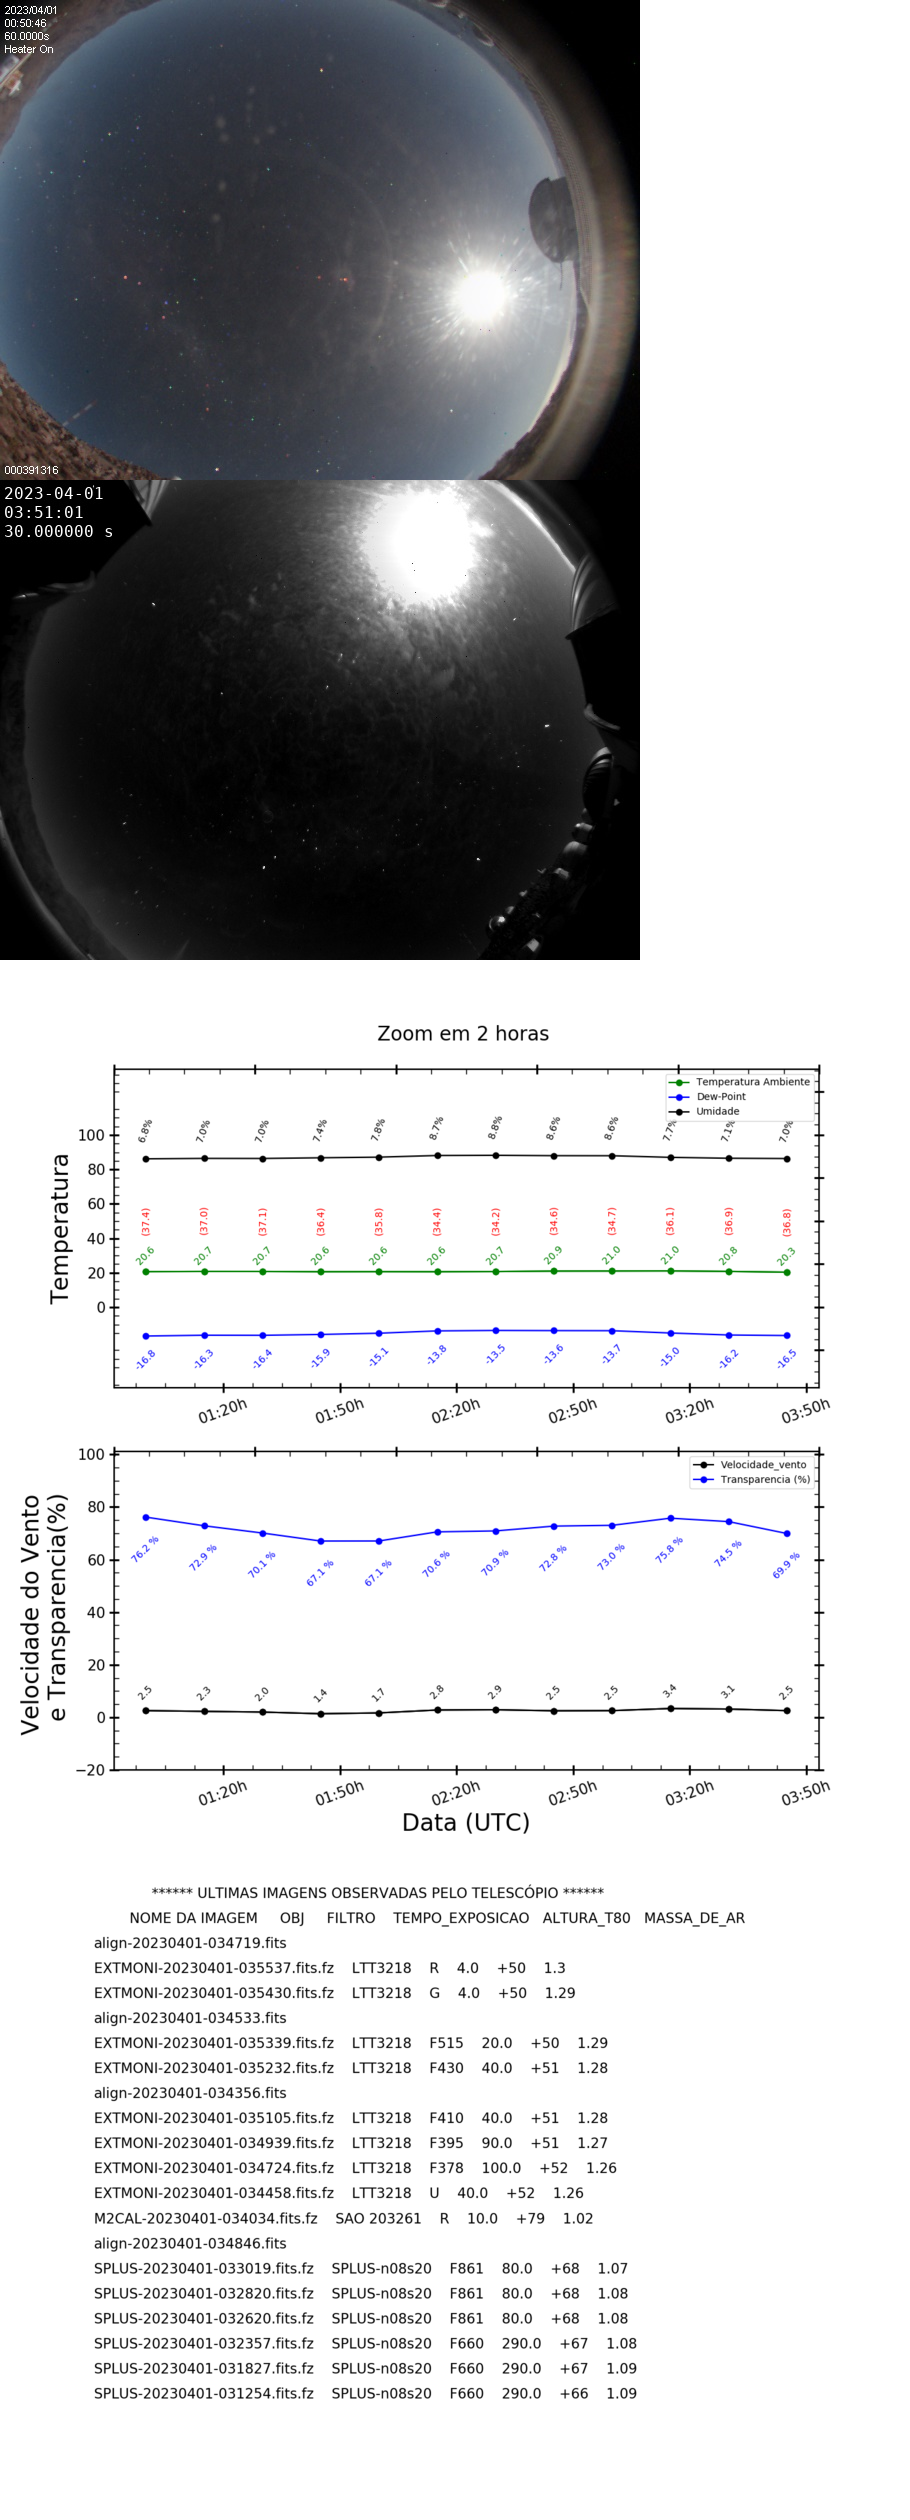 2023/04/01
00:50:46
60.0000s
Heater On
000391316
2023-04-01
03:51:01
30.000000 s
Zoom em 2 horas
Temperatura Ambiente
Dew-Point
Umidade
Temperatura
100
80
60
40
20
0
6.8% 7.0% 7.0% 7.4% 7.8% 8.7% 8.8% 8.6% 8.6% 7.7% 7.1% 7.0%
(37.4) (37.0) (37.1) (36.4) (35.8) (34.4) (34.2) (34.6) (34.7) (36.1) (36.9) (36.8)
20.6 20.7 20.7 20.6 20.6 20.6 20.7 20.9 21.0 21.0 20.8 20.3
-16.8 -16.3 -16.4 -15.9 -15.1 -13.8 -13.5 -13.6 -13.7 -15.0 -16.2 -16.5
01:20h 01:50h 02:20h 02:50h 03:20h 03:50h
Velocidade_vento
Transparencia (%)
Velocidade do Vento
e Transparencia(%)
100
80
60
40
20
0
−20
76.2 % 72.9 % 70.1 % 67.1 % 67.1 % 70.6 % 70.9 % 72.8 % 73.0 % 75.8 % 74.5 % 69.9 %
2.5 2.3 2.0 1.4 1.7 2.8 2.9 2.5 2.5 3.4 3.1 2.5
01:20h 01:50h 02:20h 02:50h 03:20h 03:50h
Data (UTC)
****** ULTIMAS IMAGENS OBSERVADAS PELO TELESCÓPIO ******
NOME DA IMAGEM OBJ FILTRO TEMPO_EXPOSICAO ALTURA_T80 MASSA_DE_AR
align-20230401-034719.fits
EXTMONI-20230401-035537.fits.fz LTT3218 R 4.0 +50 1.3
EXTMONI-20230401-035430.fits.fz LTT3218 G 4.0 +50 1.29
align-20230401-034533.fits
EXTMONI-20230401-035339.fits.fz LTT3218 F515 20.0 +50 1.29
EXTMONI-20230401-035232.fits.fz LTT3218 F430 40.0 +51 1.28
align-20230401-034356.fits
EXTMONI-20230401-035105.fits.fz LTT3218 F410 40.0 +51 1.28
EXTMONI-20230401-034939.fits.fz LTT3218 F395 90.0 +51 1.27
EXTMONI-20230401-034724.fits.fz LTT3218 F378 100.0 +52 1.26
EXTMONI-20230401-034458.fits.fz LTT3218 U 40.0 +52 1.26
M2CAL-20230401-034034.fits.fz SAO 203261 R 10.0 +79 1.02
align-20230401-034846.fits
SPLUS-20230401-033019.fits.fz SPLUS-n08s20 F861 80.0 +68 1.07
SPLUS-20230401-032820.fits.fz SPLUS-n08s20 F861 80.0 +68 1.08
SPLUS-20230401-032620.fits.fz SPLUS-n08s20 F861 80.0 +68 1.08
SPLUS-20230401-032357.fits.fz SPLUS-n08s20 F660 290.0 +67 1.08
SPLUS-20230401-031827.fits.fz SPLUS-n08s20 F660 290.0 +67 1.09
SPLUS-20230401-031254.fits.fz SPLUS-n08s20 F660 290.0 +66 1.09